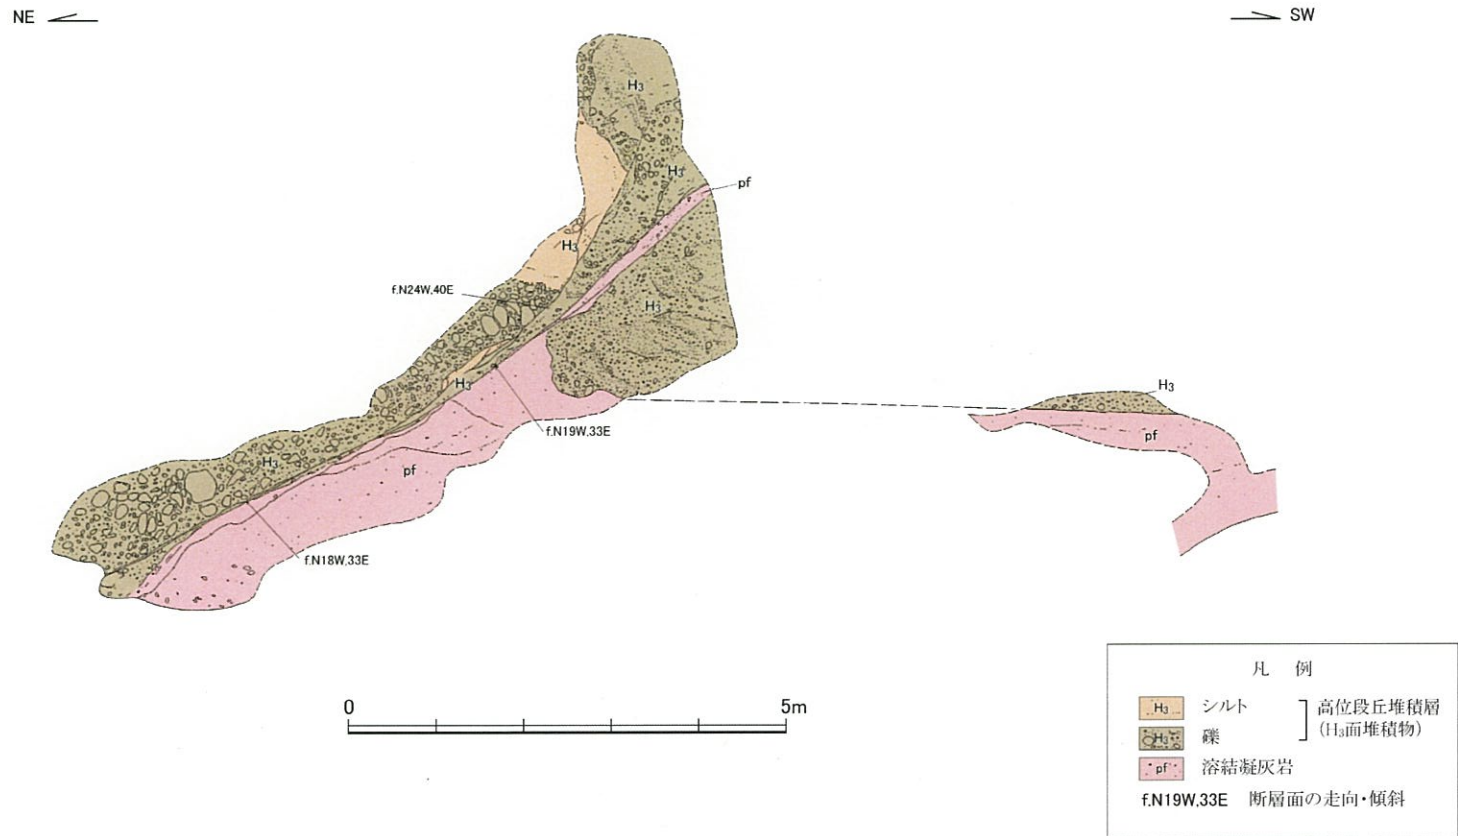 NE
SW
H₃
H₃
pf
H₃
f.N24W,40E
H₃
H₃
H₃
f.N19W,33E
pf
pf
H₃
f.N18W,33E
0
5m
凡 例
H₃ シルト
高位段丘堆積層
(H₃面堆積物)
H₃ 礫
pf 溶結凝灰岩
f.N19W,33E 断層面の走向・傾斜